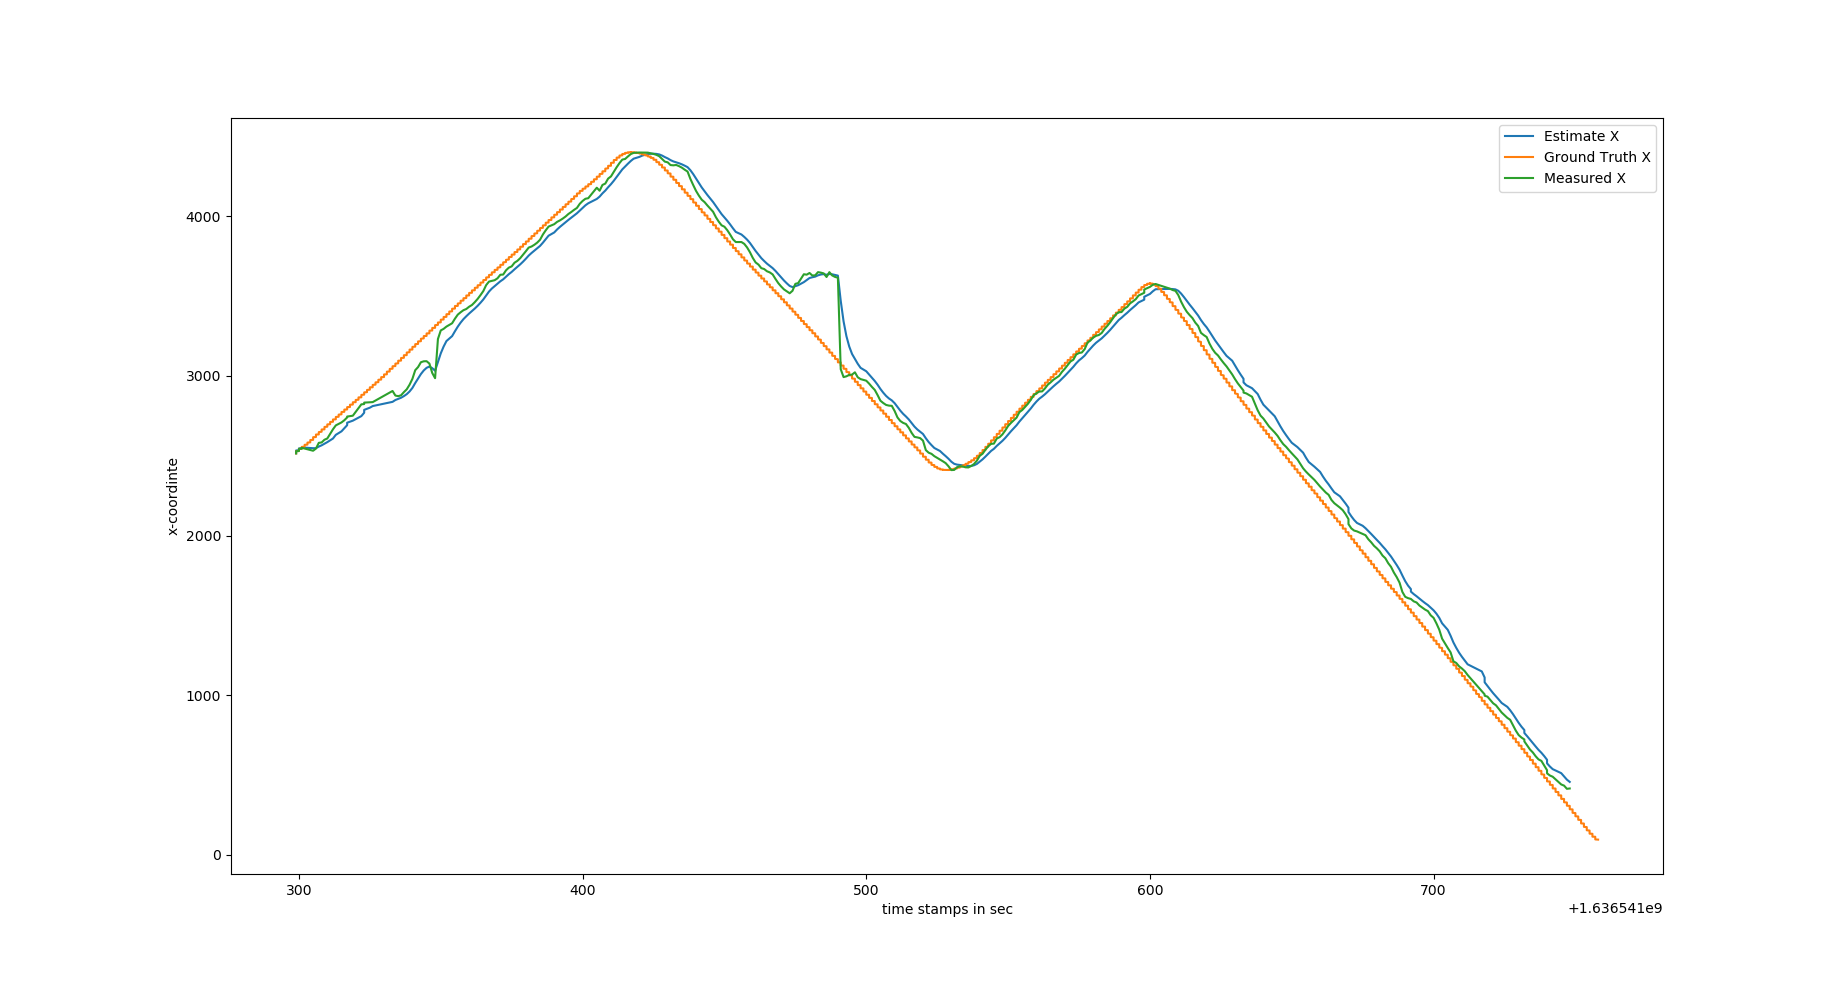 Estimate X
Ground Truth X
Measured X
4000
3000
2000
1000
0
x-coordinte
300 400 500 600 700
time stamps in sec
+1.636541e9